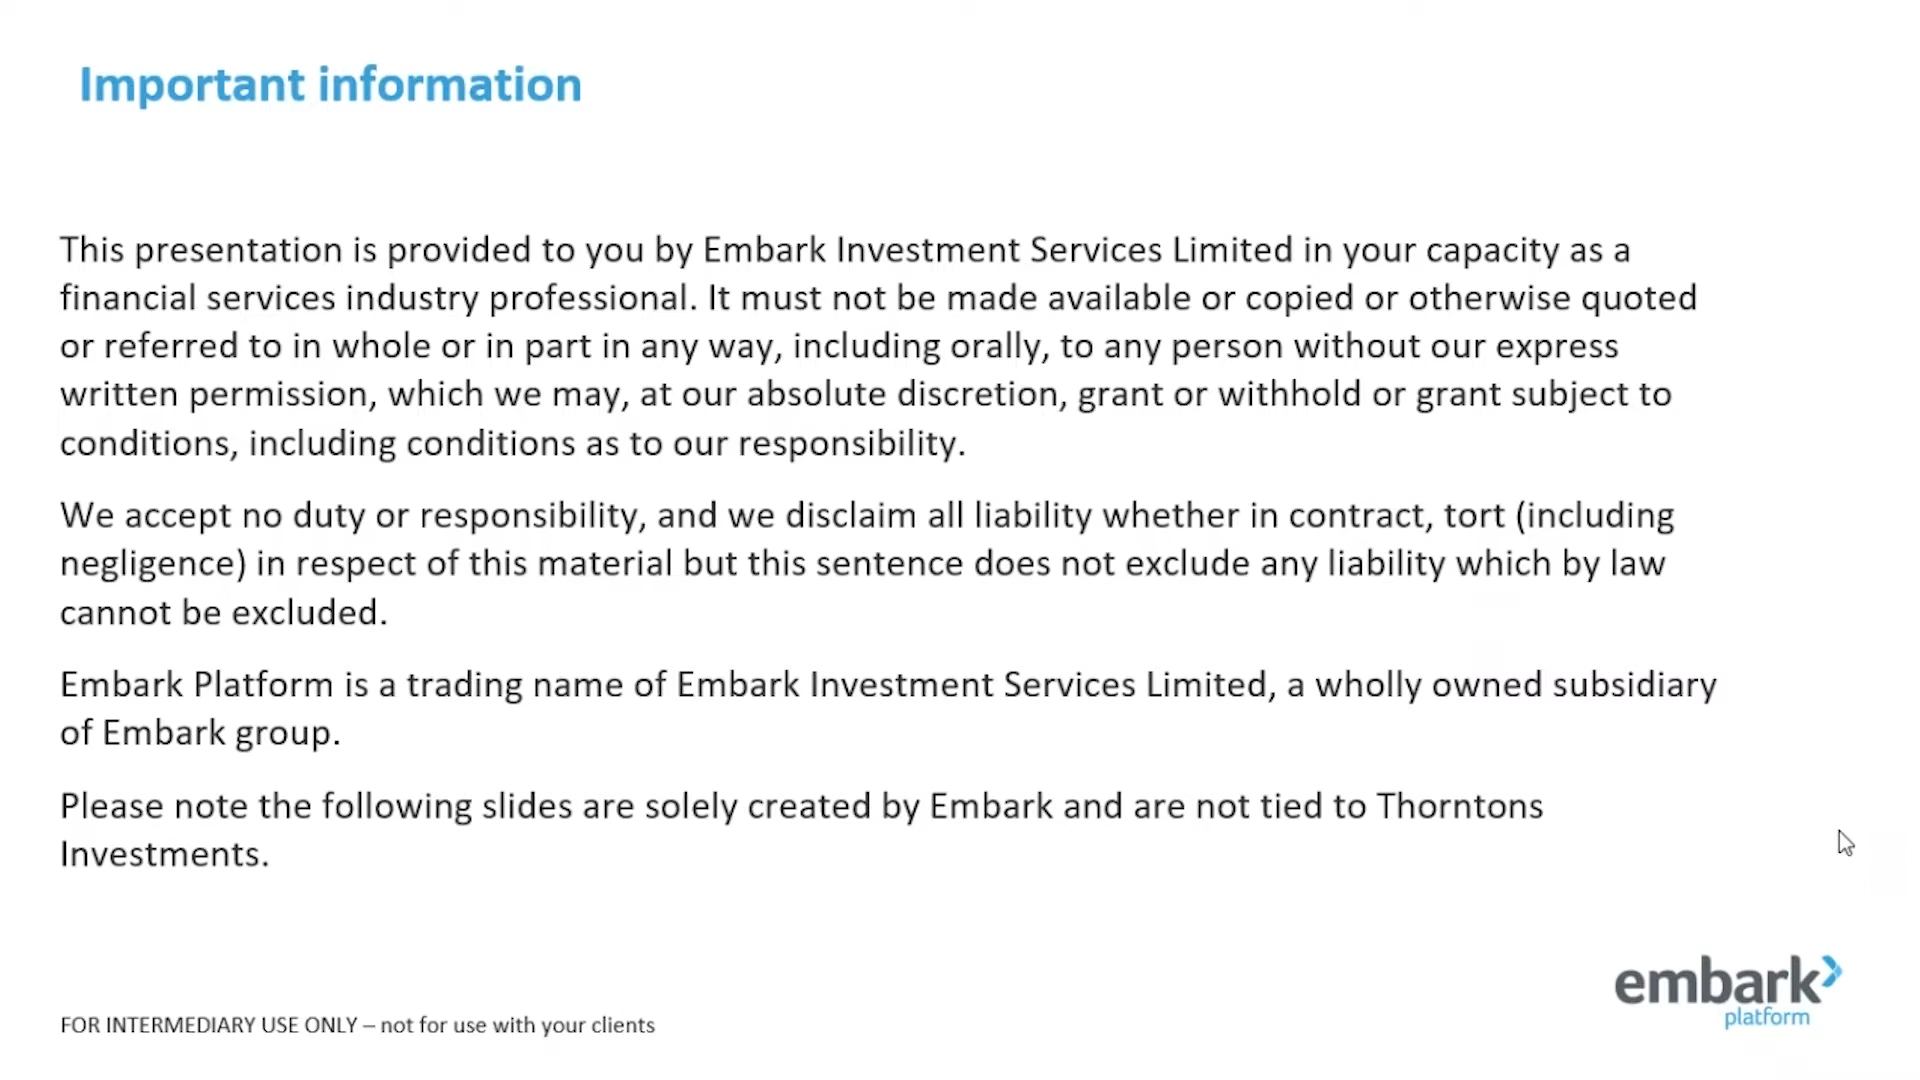 Important information
This presentation is provided to you by Embark Investment Services Limited in your capacity as a
financial services industry professional. It must not be made available or copied or otherwise quoted
or referred to in whole or in part in any way, including orally, to any person without our express
written permission, which we may, at our absolute discretion, grant or withhold or grant subject to
conditions, including conditions as to our responsibility.
We accept no duty or responsibility, and we disclaim all liability whether in contract, tort (including
negligence) in respect of this material but this sentence does not exclude any liability which by law
cannot be excluded.
Embark Platform is a trading name of Embark Investment Services Limited, a wholly owned subsidiary
of Embark group.
Please note the following slides are solely created by Embark and are not tied to Thorntons
Investments.
embark
platform
FOR INTERMEDIARY USE ONLY – not for use with your clients